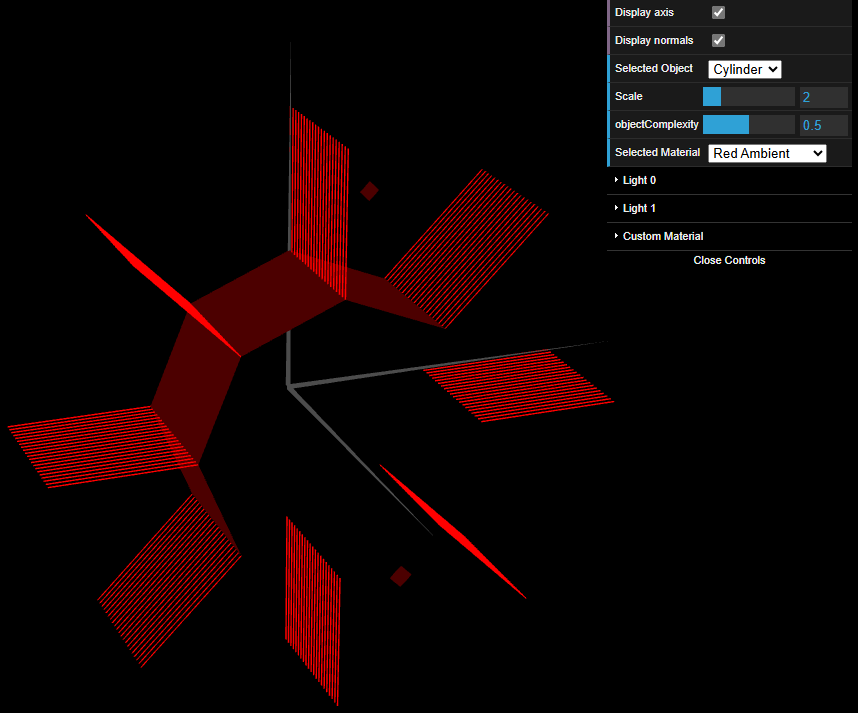 Display axis
Display normals
Selected Object Cylinder
Scale 2
objectComplexity 0.5
Selected Material Red Ambient
Light 0
Light 1
Custom Material
Close Controls